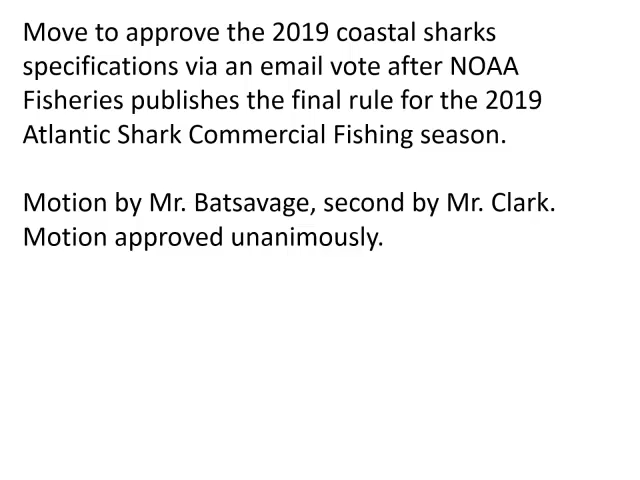 Move to approve the 2019 coastal sharks
specifications via an email vote after NOAA
Fisheries publishes the final rule for the 2019
Atlantic Shark Commercial Fishing season.
Motion by Mr. Batsavage, second by Mr. Clark.
Motion approved unanimously.